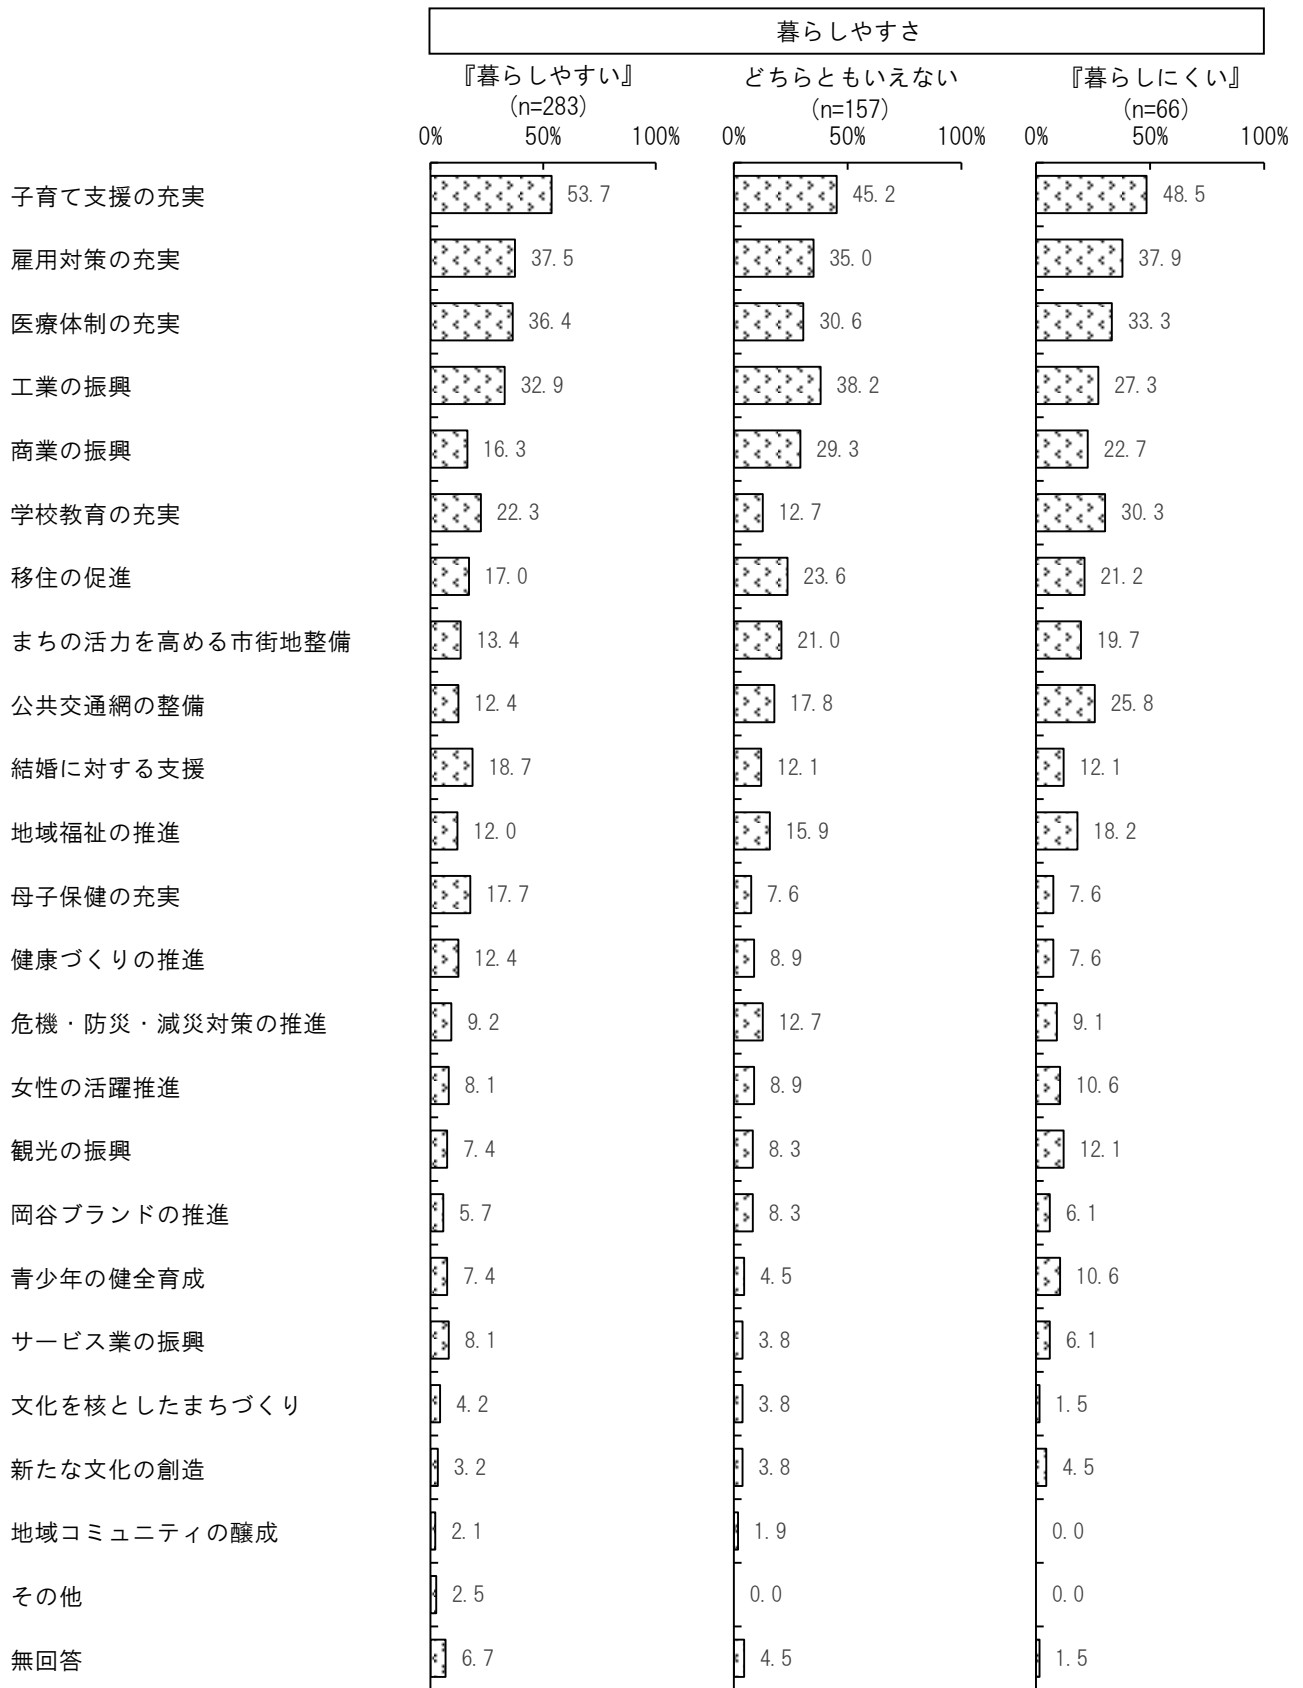 暮らしやすさ
『暮らしやすい』 どちらともいえない 『暮らしにくい』
(n=283) (n=157) (n=66)
0% 50% 100% 0% 50% 100% 0% 50% 100%
子育て支援の充実 53.7 45.2 48.5
雇用対策の充実 37.5 35.0 37.9
医療体制の充実 36.4 30.6 33.3
工業の振興 32.9 38.2 27.3
商業の振興 16.3 29.3 22.7
学校教育の充実 22.3 12.7 30.3
移住の促進 17.0 23.6 21.2
まちの活力を高める市街地整備 13.4 21.0 19.7
公共交通網の整備 12.4 17.8 25.8
結婚に対する支援 18.7 12.1 12.1
地域福祉の推進 12.0 15.9 18.2
母子保健の充実 17.7 7.6 7.6
健康づくりの推進 12.4 8.9 7.6
危機・防災・減災対策の推進 9.2 12.7 9.1
女性の活躍推進 8.1 8.9 10.6
観光の振興 7.4 8.3 12.1
岡谷ブランドの推進 5.7 8.3 6.1
青少年の健全育成 7.4 4.5 10.6
サービス業の振興 8.1 3.8 6.1
文化を核としたまちづくり 4.2 3.8 1.5
新たな文化の創造 3.2 3.8 4.5
地域コミュニティの醸成 2.1 1.9 0.0
その他 2.5 0.0 0.0
無回答 6.7 4.5 1.5